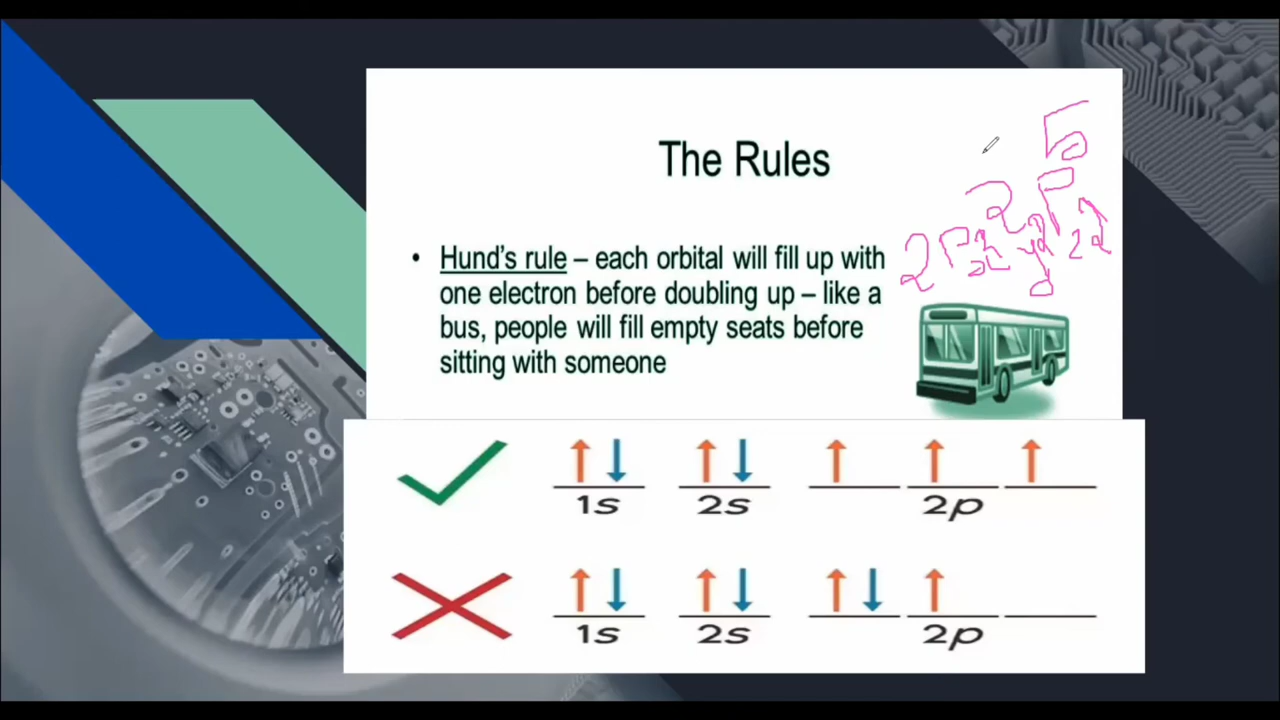 The Rules
5
• Hund's rule – each orbital will fill up with
one electron before doubling up – like a
bus, people will fill empty seats before
sitting with someone
1s 2s 2p
1s 2s 2p